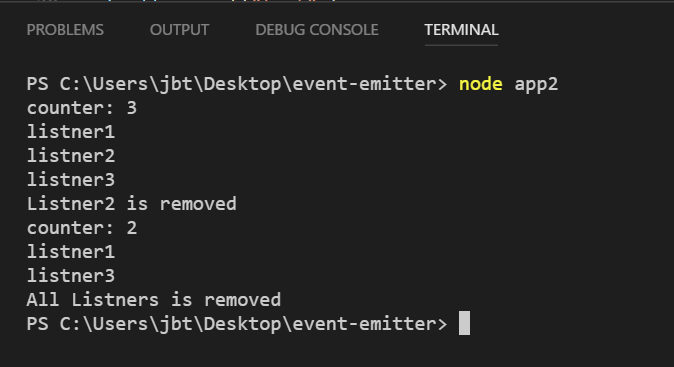 PROBLEMS OUTPUT DEBUG CONSOLE TERMINAL
PS C:\Users\jbt\Desktop\event-emitter> node app2
counter: 3
listner1
listner2
listner3
Listner2 is removed
counter: 2
listner1
listner3
All Listners is removed
PS C:\Users\jbt\Desktop\event-emitter>